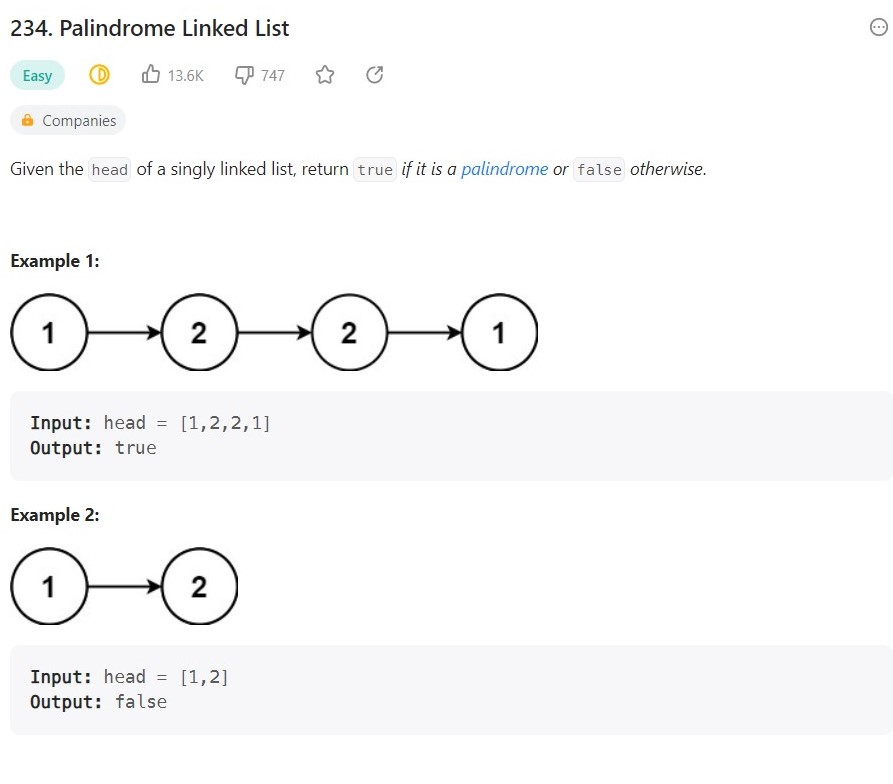 234. Palindrome Linked List
Easy 13.6K 747
Companies
Given the head of a singly linked list, return true if it is a palindrome or false otherwise.
Example 1:
1 2 2 1
Input: head = [1,2,2,1]
Output: true
Example 2:
1 2
Input: head = [1,2]
Output: false